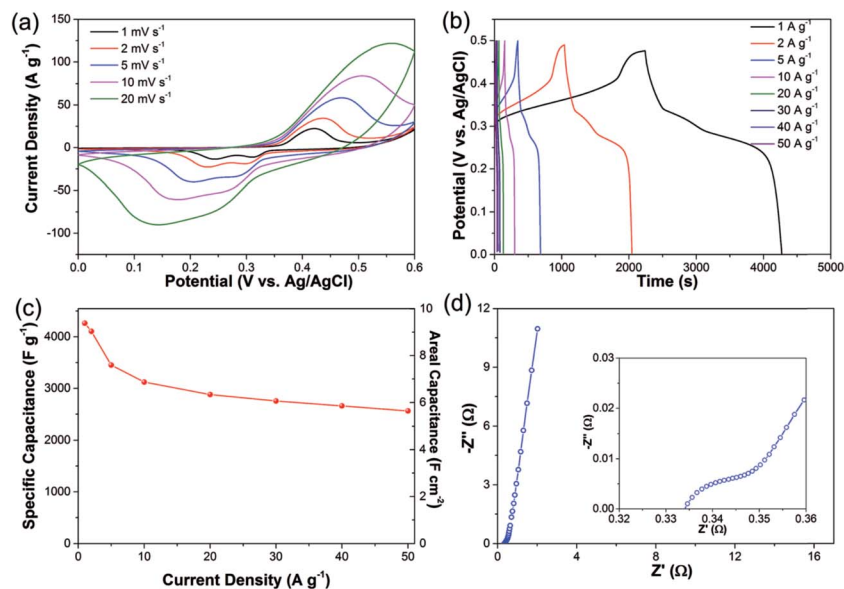 (a)
1 mV s⁻¹
2 mV s⁻¹
5 mV s⁻¹
10 mV s⁻¹
20 mV s⁻¹
150
100
50
0
-50
-100
Current Density (A g⁻¹)
0.0 0.1 0.2 0.3 0.4 0.5 0.6
Potential (V vs. Ag/AgCl)
(b)
1 A g⁻¹
2 A g⁻¹
5 A g⁻¹
10 A g⁻¹
20 A g⁻¹
30 A g⁻¹
40 A g⁻¹
50 A g⁻¹
0.5
0.4
0.3
0.2
0.1
0.0
Potential (V vs. Ag/AgCl)
0 1000 2000 3000 4000 5000
Time (s)
(c)
4000
3000
2000
1000
0
Specific Capacitance (F g⁻¹)
10
8
6
4
2
0
Areal Capacitance (F cm⁻²)
0 10 20 30 40 50
Current Density (A g⁻¹)
(d)
12
9
6
3
0
-Z'' (Ω)
0 4 8 12 16
Z' (Ω)
0.03
0.02
0.01
0.00
-Z'' (Ω)
0.32 0.33 0.34 0.35 0.36
Z' (Ω)